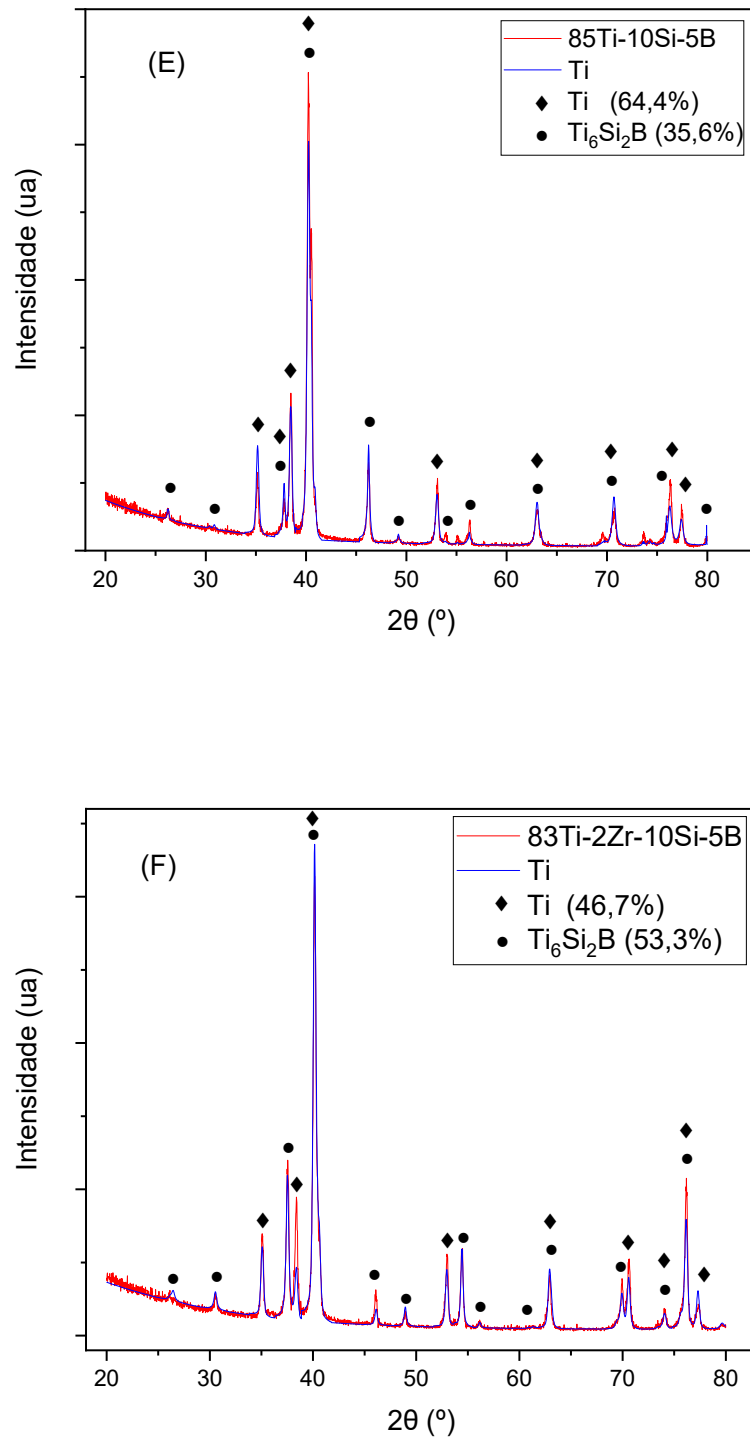 (E)
85Ti-10Si-5B
Ti
Ti (64,4%)
Ti₆Si₂B (35,6%)
Intensidade (ua)
20 30 40 50 60 70 80
2θ (º)
(F)
83Ti-2Zr-10Si-5B
Ti
Ti (46,7%)
Ti₆Si₂B (53,3%)
Intensidade (ua)
20 30 40 50 60 70 80
2θ (º)